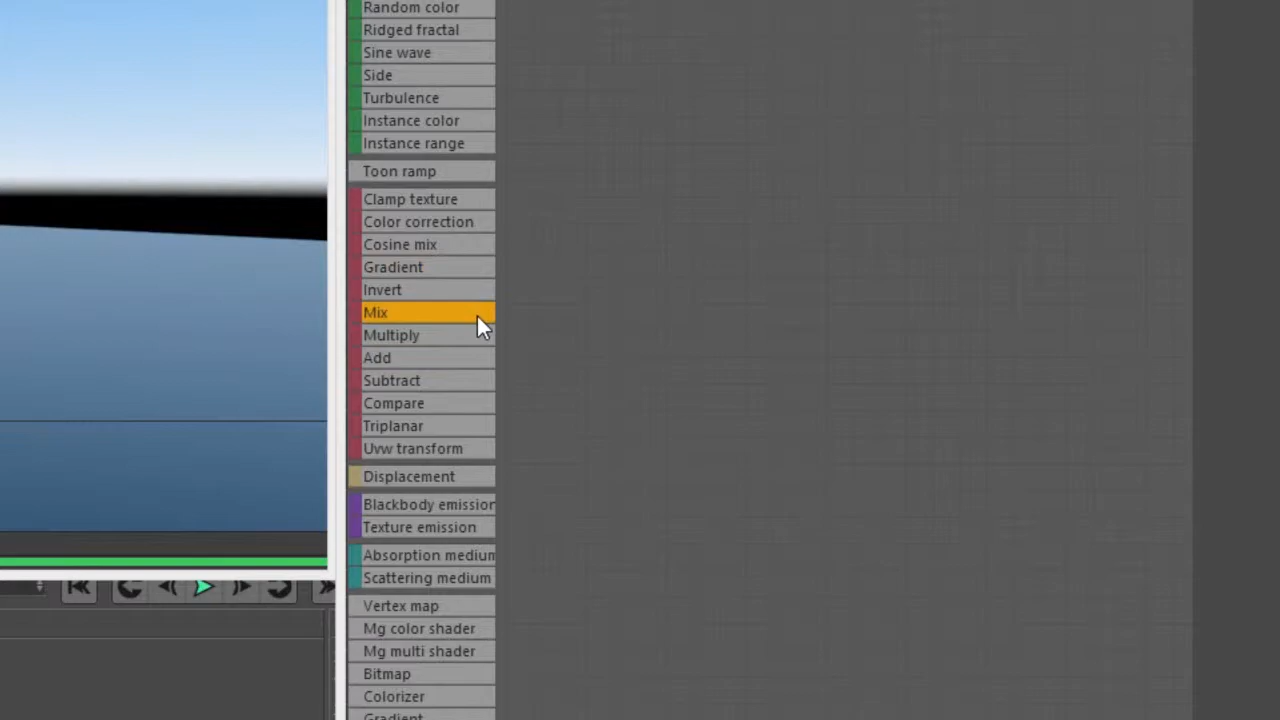 Random color
Ridged fractal
Sine wave
Side
Turbulence
Instance color
Instance range
Toon ramp
Clamp texture
Color correction
Cosine mix
Gradient
Invert
Mix
Multiply
Add
Subtract
Compare
Triplanar
Uvw transform
Displacement
Blackbody emission
Texture emission
Absorption medium
Scattering medium
Vertex map
Mg color shader
Mg multi shader
Bitmap
Colorizer
Gradient